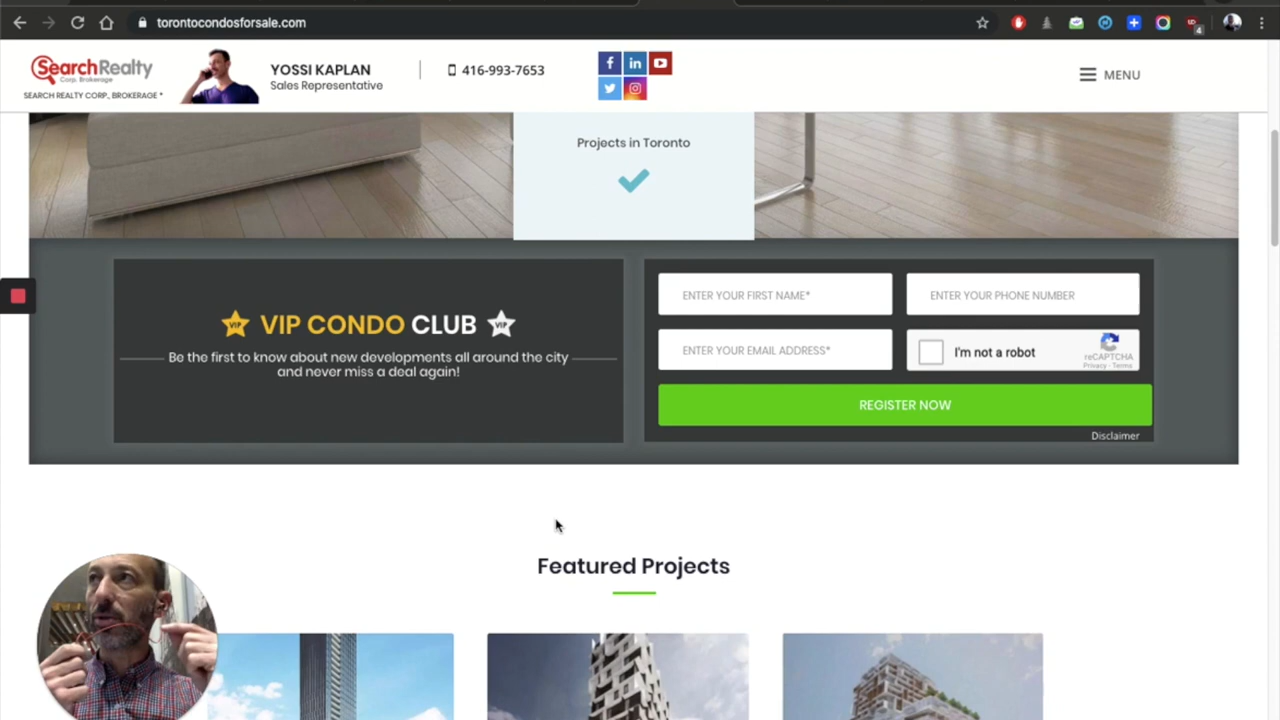 torontocondosforsale.com
4
SearchRealty
Corp. Brokerage
SEARCH REALTY CORP., BROKERAGE *
YOSSI KAPLAN
Sales Representative
416-993-7653
MENU
Projects in Toronto
VIP
VIP CONDO CLUB
VIP
Be the first to know about new developments all around the city
and never miss a deal again!
ENTER YOUR FIRST NAME*
ENTER YOUR PHONE NUMBER
ENTER YOUR EMAIL ADDRESS*
I'm not a robot
reCAPTCHA
Privacy - Terms
REGISTER NOW
Disclaimer
Featured Projects